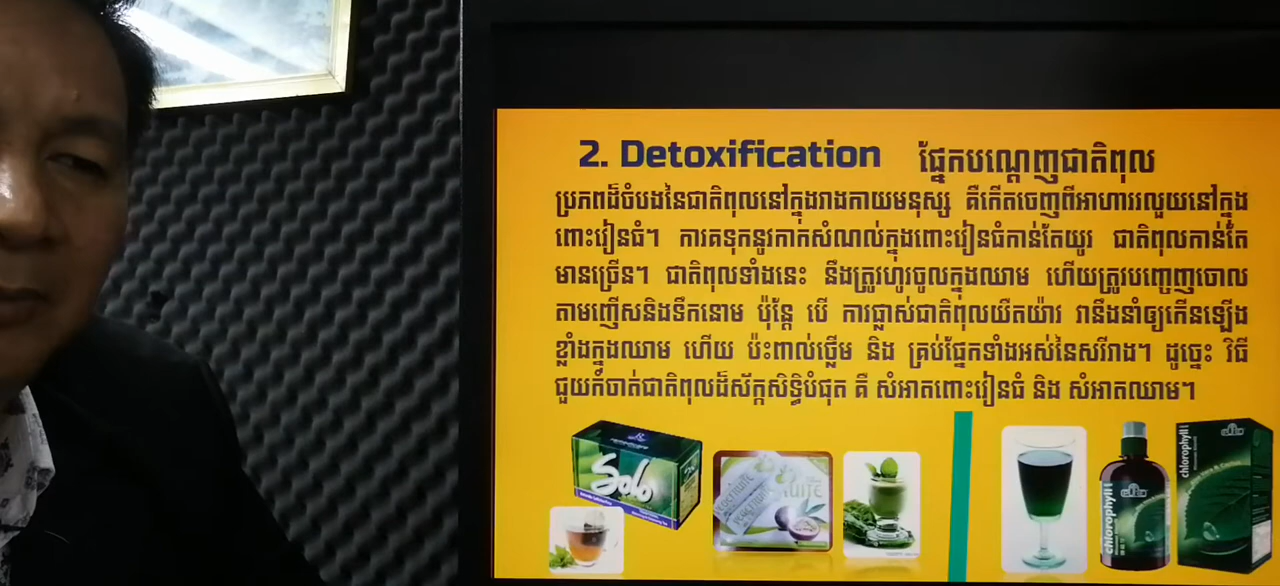 2. Detoxification ផ្នែកបណ្តេញជាតិពុល
ប្រភពដ៏ចំបងនៃជាតិពុលនៅក្នុងរាងកាយមនុស្ស គឺកើតចេញពីអាហាររលួយនៅក្នុង
ពោះវៀនធំ។ ការគទុកនូវកាកសំណល់ក្នុងពោះវៀនធំកាន់តែយូរ ជាតិពុលកាន់តែ
មានច្រើន។ ជាតិពុលទាំងនេះ នឹងត្រូវហូរចូលក្នុងឈាម ហើយត្រូវបញ្ចេញចោល
តាមញើសនិងទឹកនោម ប៉ុន្តែ បើ ការផ្លាស់ជាតិពុលយឺតយ៉ាវ វានឹងនាំឲ្យកើនឡើង
ខ្លាំងក្នុងឈាម ហើយ ប៉ះពាល់ថ្លើម និង គ្រប់ផ្នែកទាំងអស់នៃសរីរាង។ ដូច្នេះ វិធី
ជួយកំចាត់ជាតិពុលដ៏ស័ក្តសិទ្ធិបំផុត គឺ សំអាតពោះវៀនធំ និង សំអាតឈាម។
chlorophyll
chlorophyll